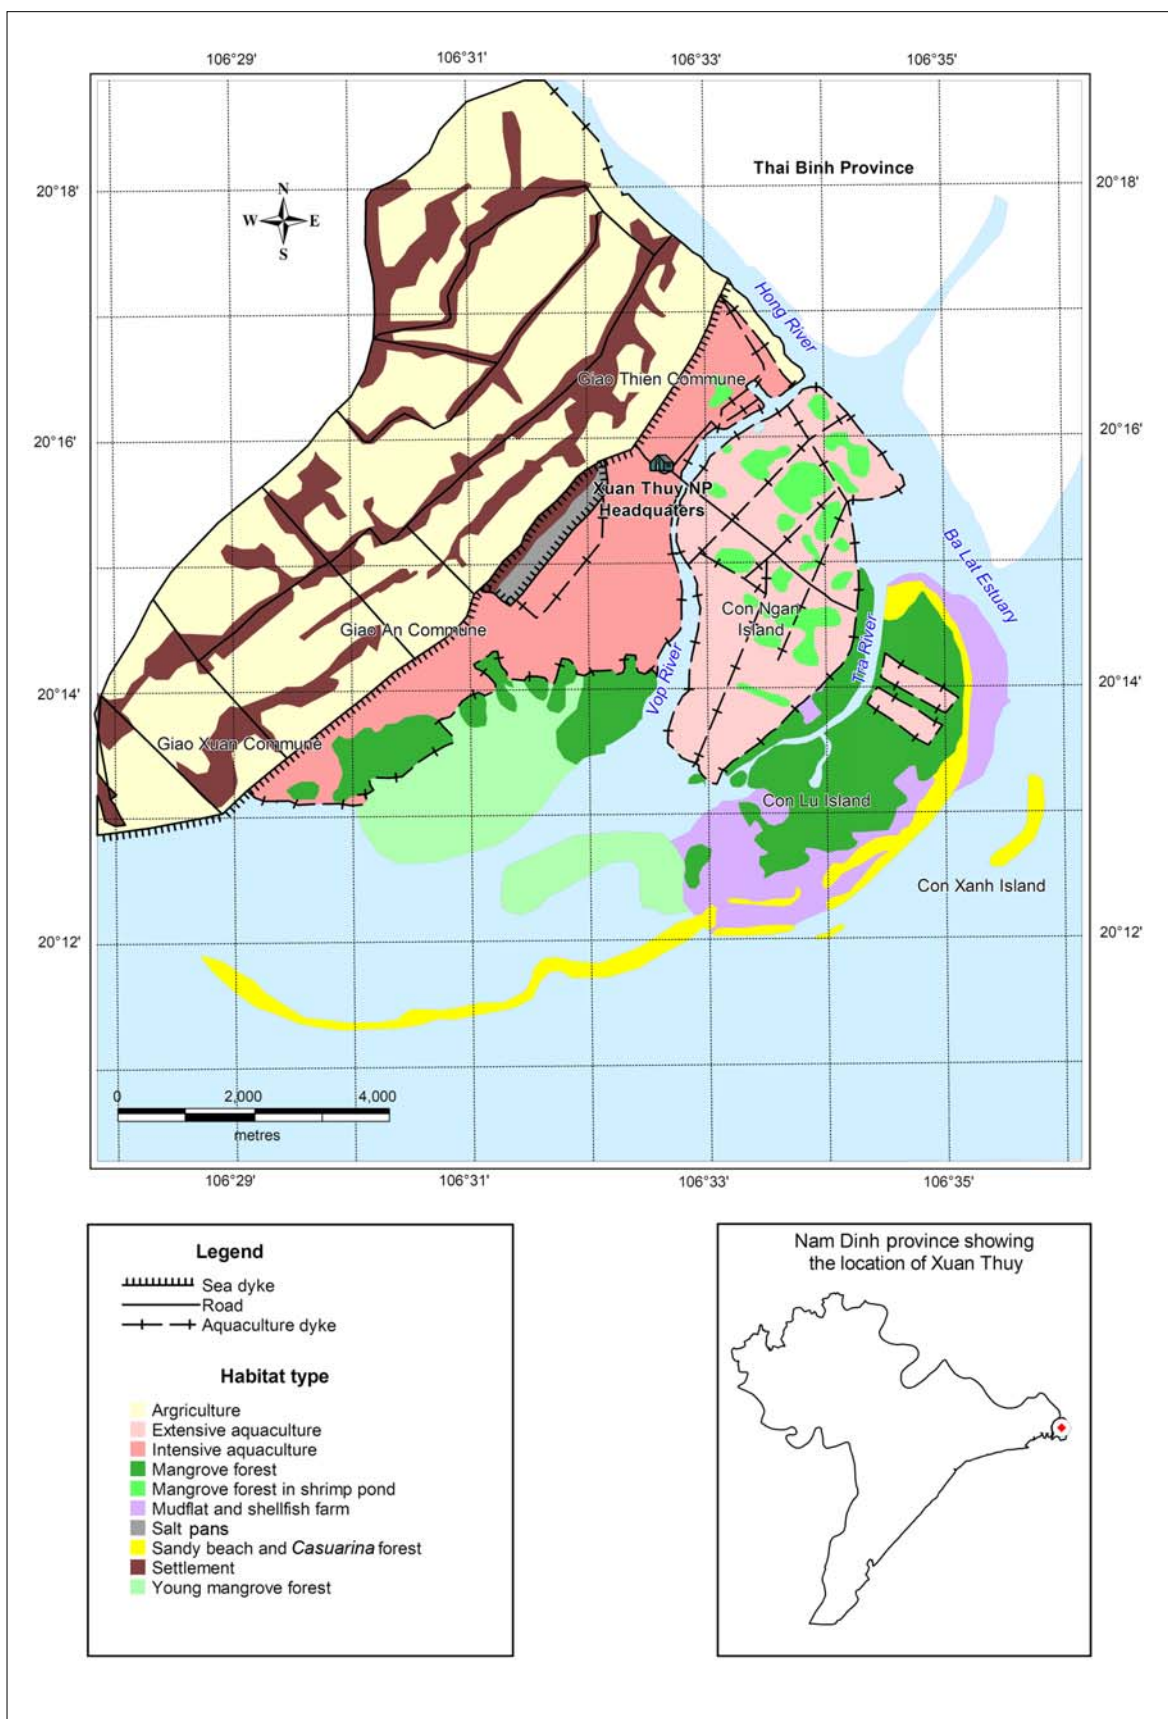 106°29' 106°31' 106°33' 106°35'
Thai Binh Province
20°18' 20°18'
N
W E
S
Hong River
Giao Thien Commune
20°16' 20°16'
Xuan Thuy NP
Headquaters
Ba Lat Estuary
Con Ngan
Island
Giao An Commune
Tra River
Vop River
20°14' 20°14'
Giao Xuan Commune
Con Lu Island
Con Xanh Island
20°12' 20°12'
0 2,000 4,000
metres
106°29' 106°31' 106°33' 106°35'
Legend
Sea dyke
Road
Aquaculture dyke
Habitat type
Argriculture
Extensive aquaculture
Intensive aquaculture
Mangrove forest
Mangrove forest in shrimp pond
Mudflat and shellfish farm
Salt pans
Sandy beach and Casuarina forest
Settlement
Young mangrove forest
Nam Dinh province showing
the location of Xuan Thuy